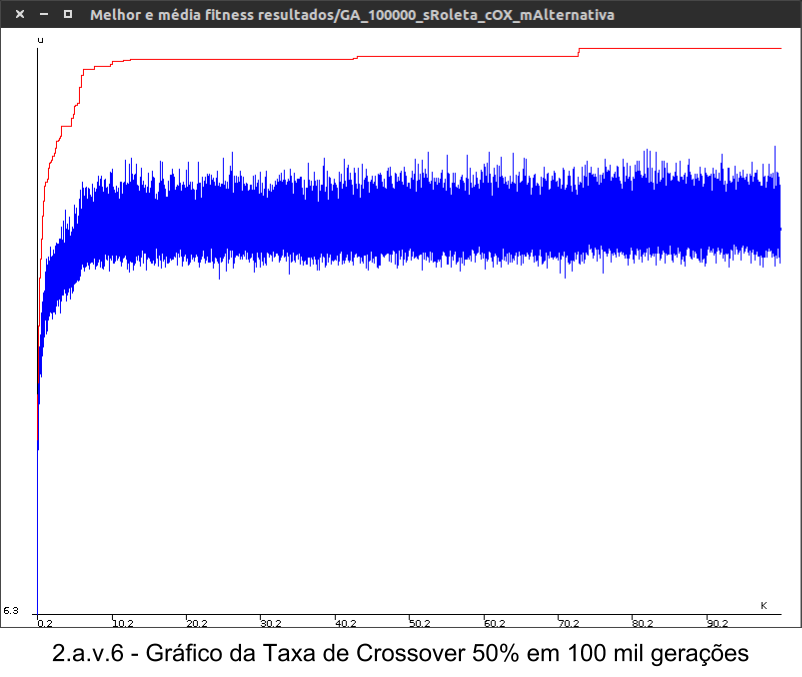 Melhor e média fitness resultados/GA_100000_sRoleta_cOX_mAlternativa
u
K
6.3
0.2 10.2 20.2 30.2 40.2 50.2 60.2 70.2 80.2 90.2
2.a.v.6 - Gráfico da Taxa de Crossover 50% em 100 mil gerações